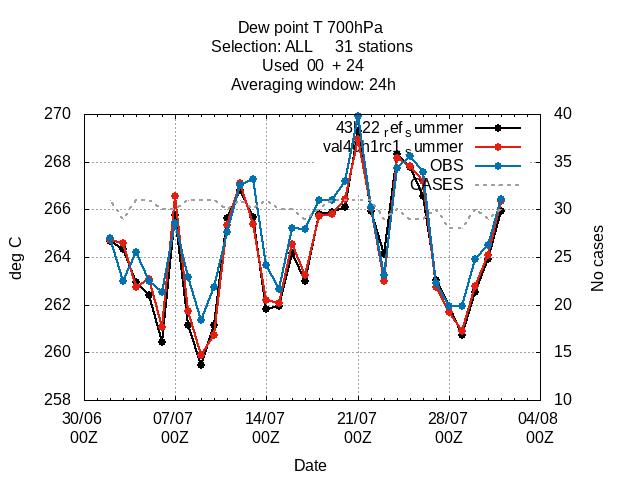 Dew point T 700hPa
Selection: ALL 31 stations
Used 00 + 24
Averaging window: 24h
270 40
43h22_ref_summer
val43h1rc1_summer
268 35
OBS
CASES
266 30
264 25
262 20
260 15
258 10
deg C
No cases
30/06 07/07 14/07 21/07 28/07 04/08
00Z 00Z 00Z 00Z 00Z 00Z
Date